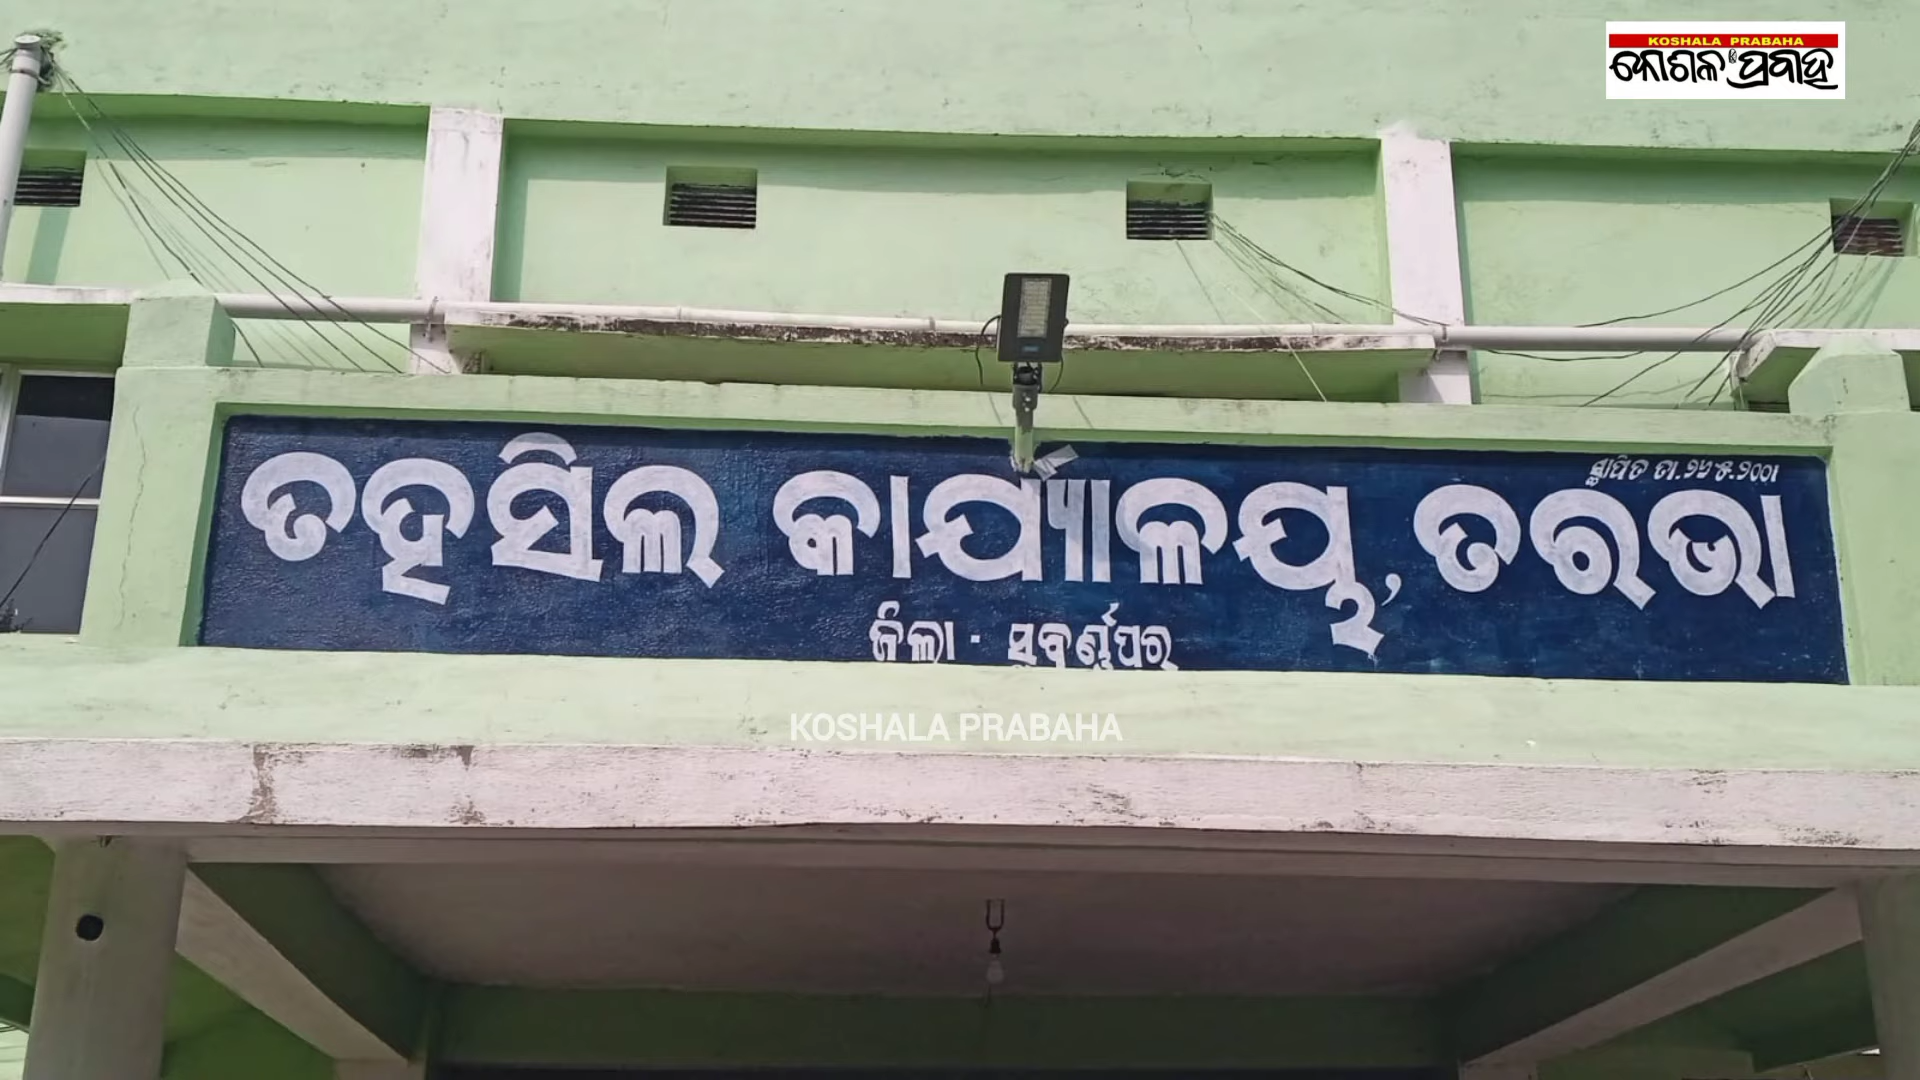 KOSHALA PRABAHA
କୋଶଳ ପ୍ରବାହ
ସ୍ଥାପିତ ତା.୨୬.୫.୨୦୦୧
ତହସିଲ କାର୍ଯ୍ୟାଳୟ, ତରଭା
ଜିଲା - ସୁବର୍ଣ୍ଣପୁର
KOSHALA PRABAHA